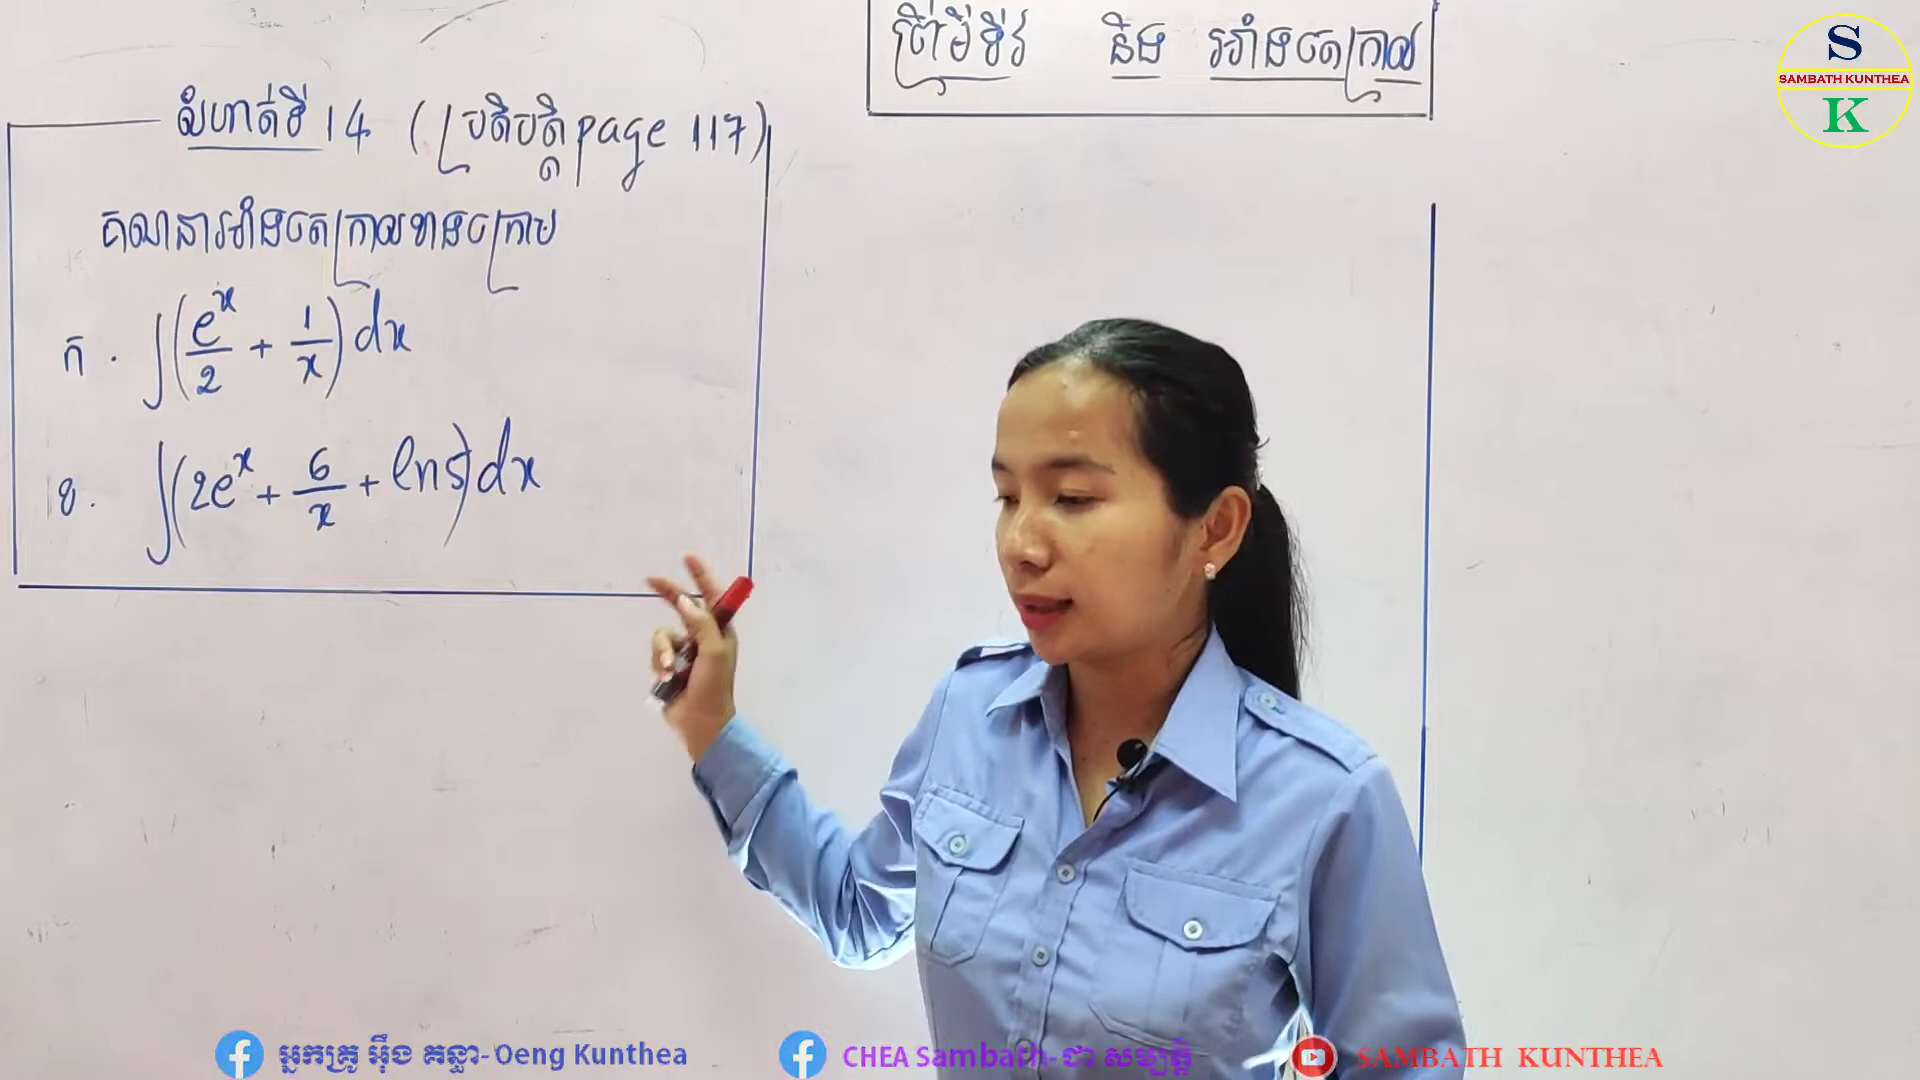 ព្រីមីទីវ និង អាំងតេក្រាល
S
SAMBATH KUNTHEA
K
លំហាត់ទី 14 (ប្រតិបត្តិ page 117)
គណនាអាំងតេក្រាលខាងក្រោម
ក. ∫(e^x/2 + 1/x) dx
ខ. ∫(2e^x + 6/x + ln5) dx
អ្នកគ្រូ អ៊ឹង គន្ធា-Oeng Kunthea
CHEA Sambath-ជា សម្បត្តិ
SAMBATH KUNTHEA